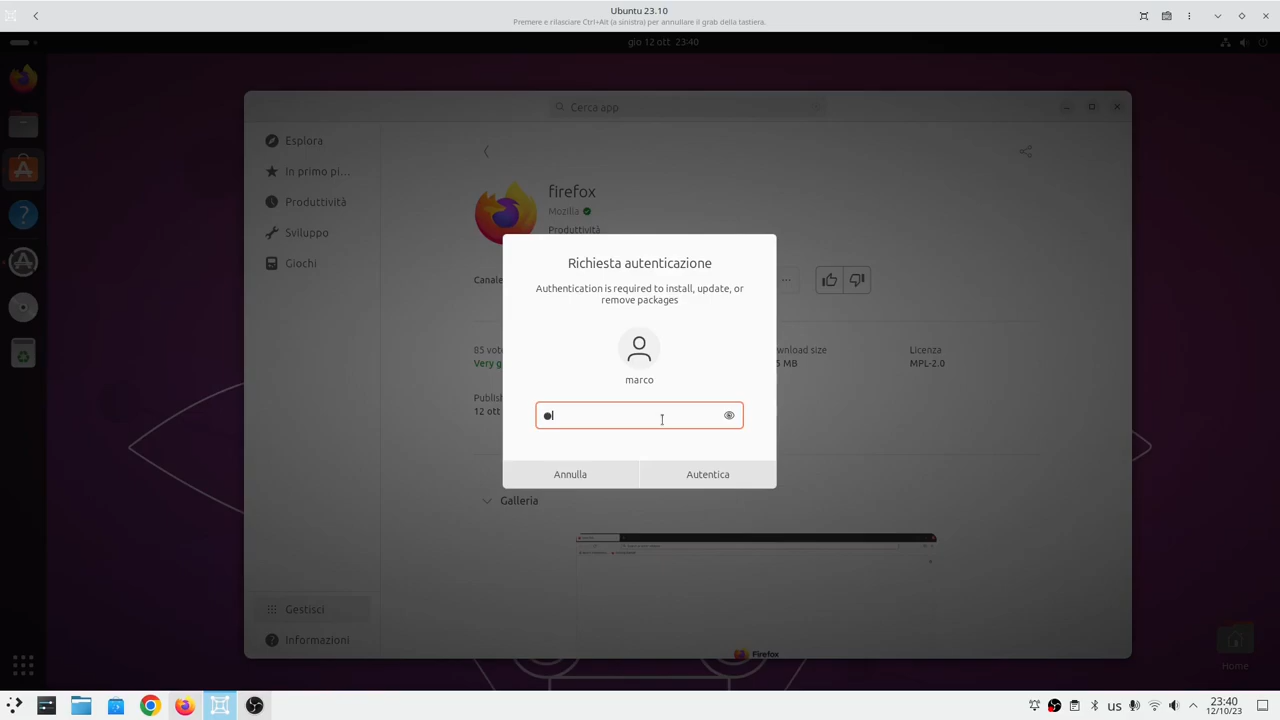 Ubuntu 23.10
Premere e rilasciare Ctrl+Alt (a sinistra) per annullare il grab della tastiera.
gio 12 ott 23:40
Cerca app
Esplora
In primo pi…
Produttività
Sviluppo
Giochi
firefox
Mozilla
Produttività
Canale
Richiesta autenticazione
Authentication is required to install, update, or
remove packages
marco
Annulla
Autentica
85 vot
Very g
wnload size
MB
Licenza
MPL-2.0
Publis
12 ott
Galleria
Firefox
Gestisci
Informazioni
Home
us
23:40
12/10/23